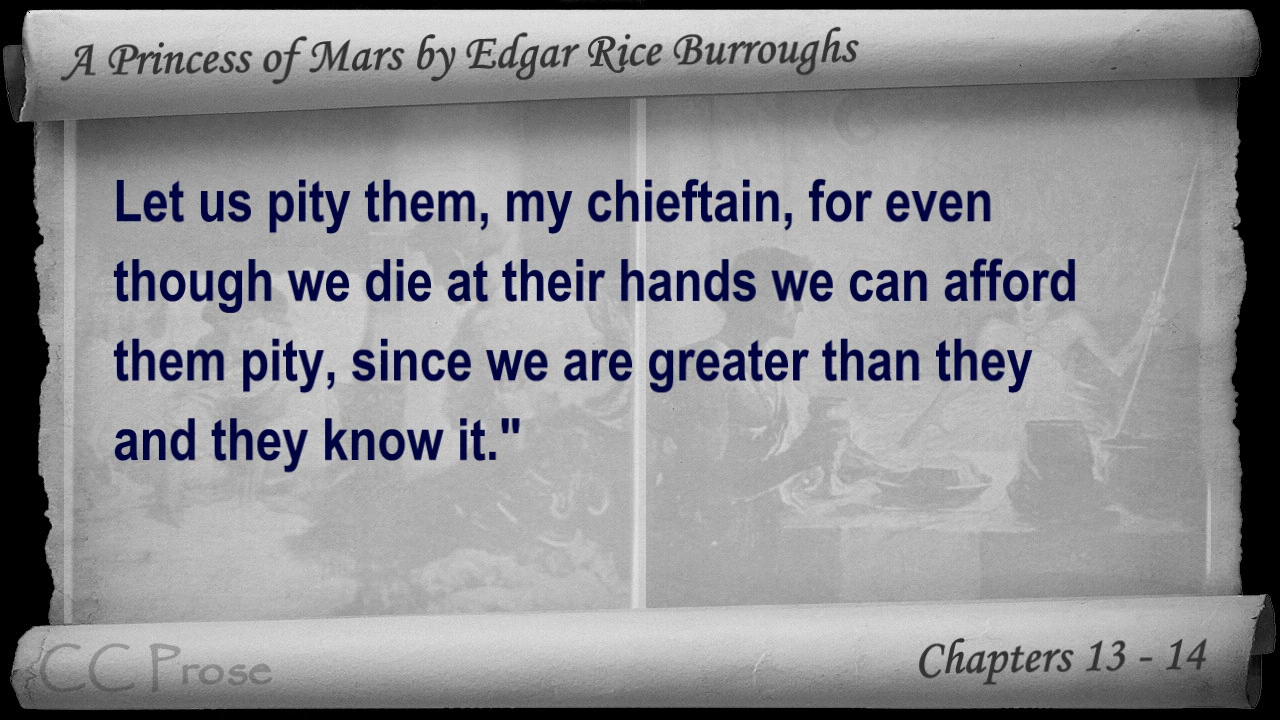 A Princess of Mars by Edgar Rice Burroughs
Let us pity them, my chieftain, for even
though we die at their hands we can afford
them pity, since we are greater than they
and they know it."
CC Prose
Chapters 13 - 14